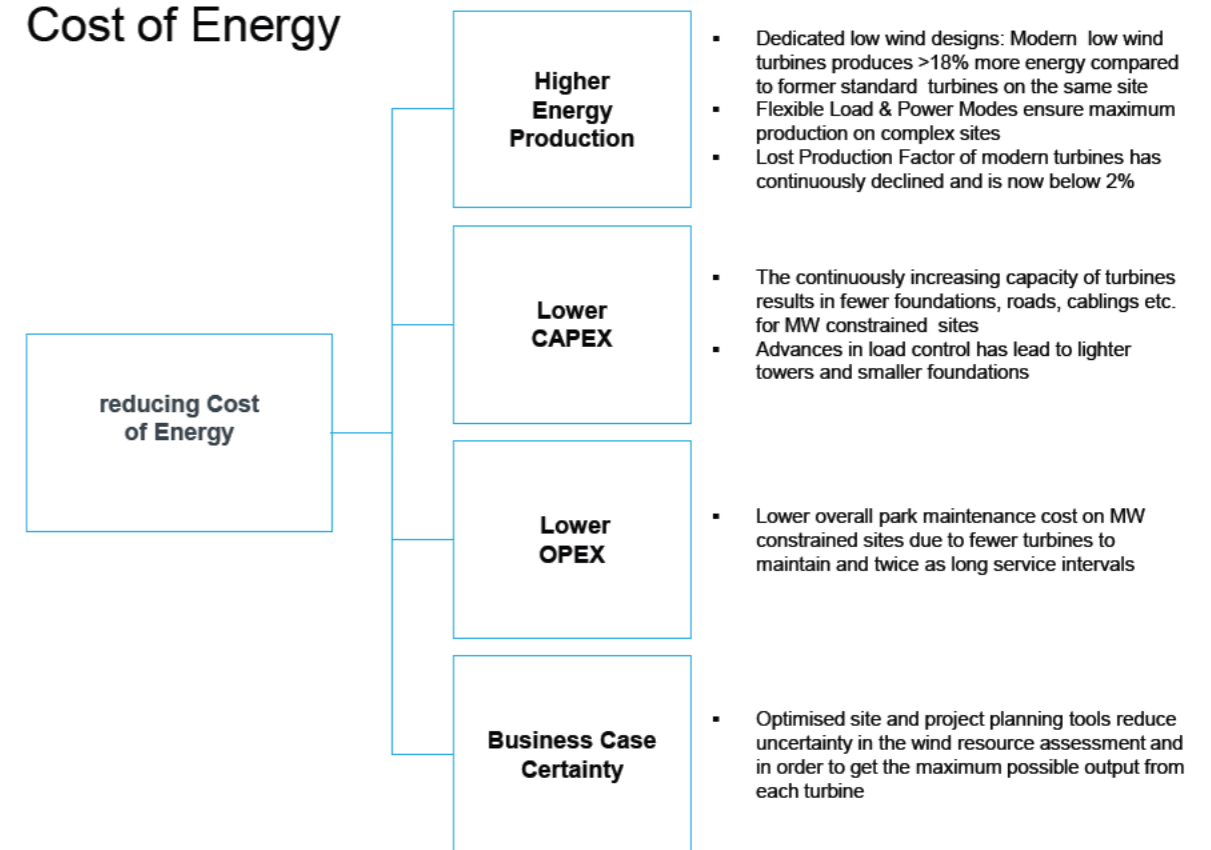 Cost of Energy
Higher
Energy
Production
▪ Dedicated low wind designs: Modern low wind
turbines produces >18% more energy compared
to former standard turbines on the same site
▪ Flexible Load & Power Modes ensure maximum
production on complex sites
▪ Lost Production Factor of modern turbines has
continuously declined and is now below 2%
Lower
CAPEX
▪ The continuously increasing capacity of turbines
results in fewer foundations, roads, cablings etc.
for MW constrained sites
▪ Advances in load control has lead to lighter
towers and smaller foundations
reducing Cost
of Energy
Lower
OPEX
▪ Lower overall park maintenance cost on MW
constrained sites due to fewer turbines to
maintain and twice as long service intervals
Business Case
Certainty
▪ Optimised site and project planning tools reduce
uncertainty in the wind resource assessment and
in order to get the maximum possible output from
each turbine